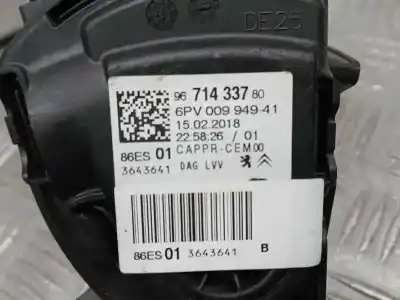 DE25
96 714 337 80
6PV 009 949-41
15.02.2018
22:58:26 / 01
86ES 01 CAPPR-CEM00
3643641 DAG LVV
86ES 01 3643641 B